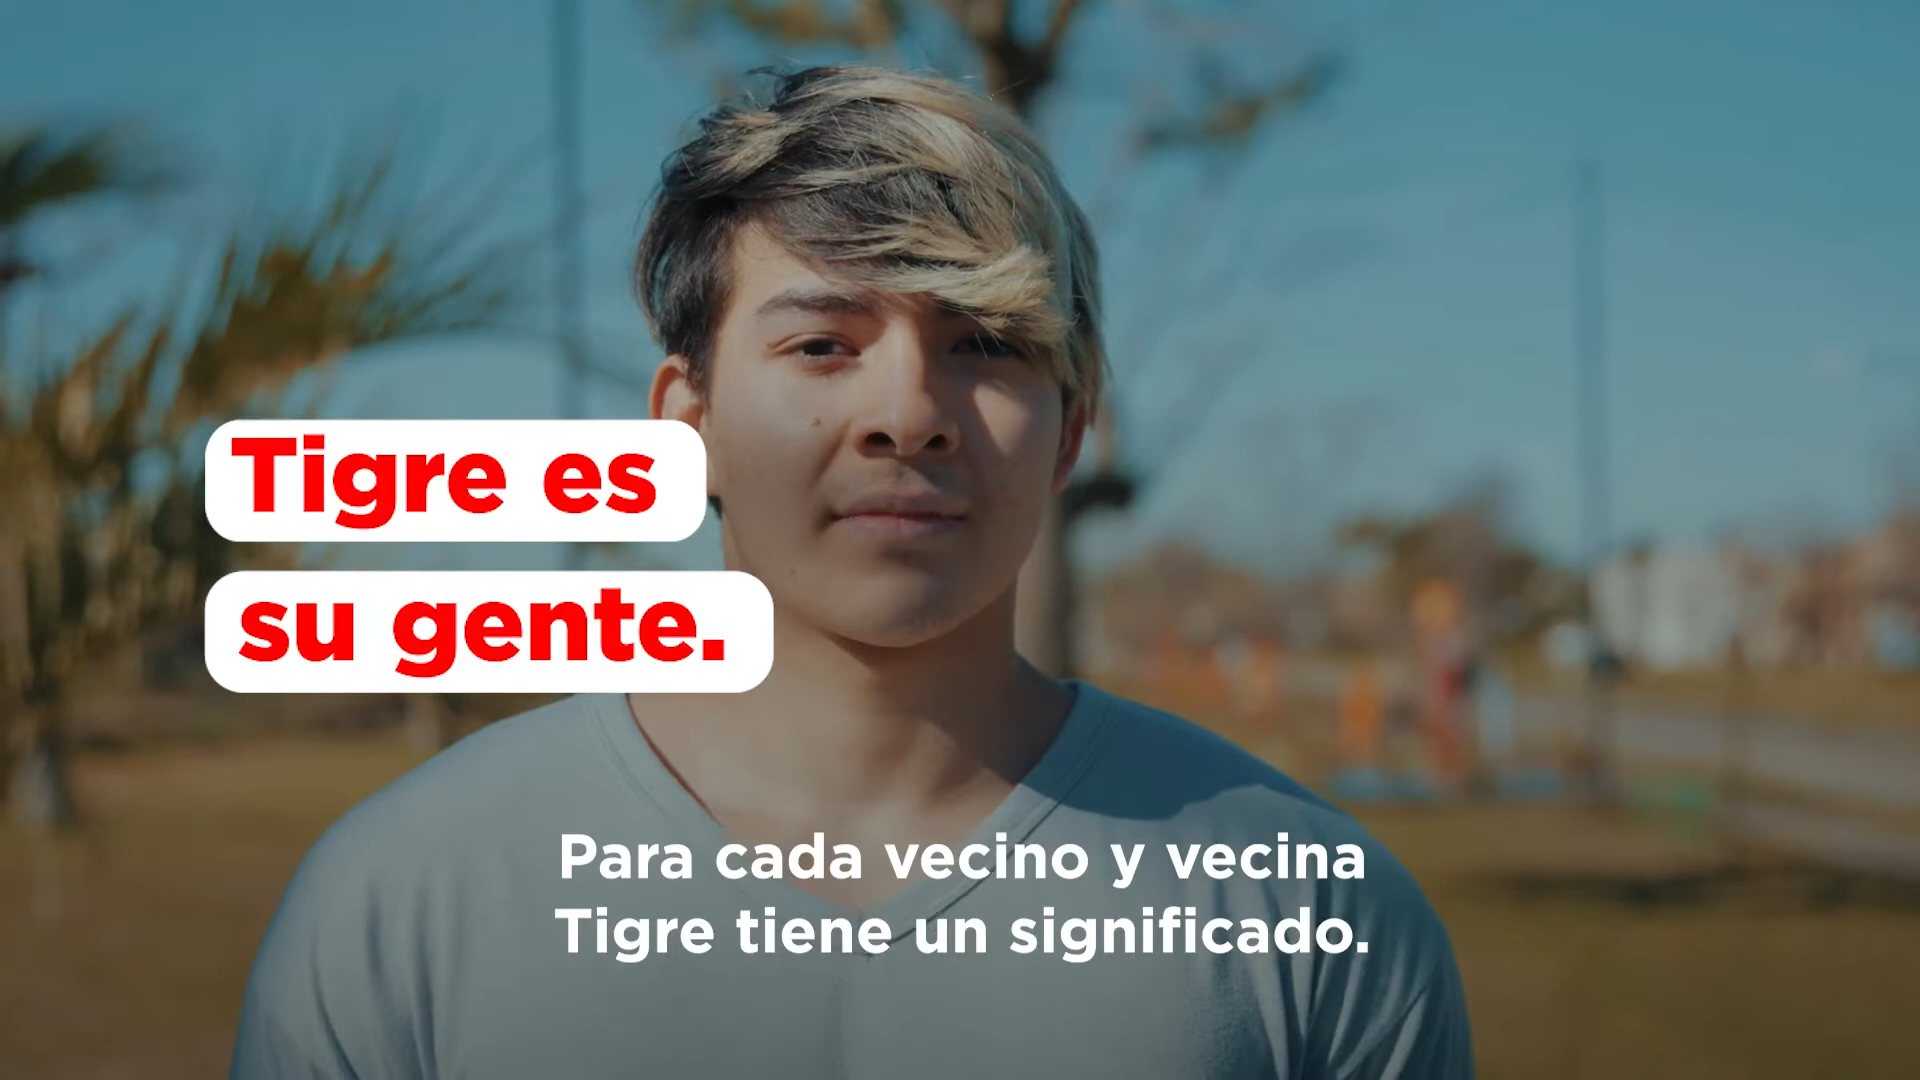 Tigre es
su gente.
Para cada vecino y vecina
Tigre tiene un significado.